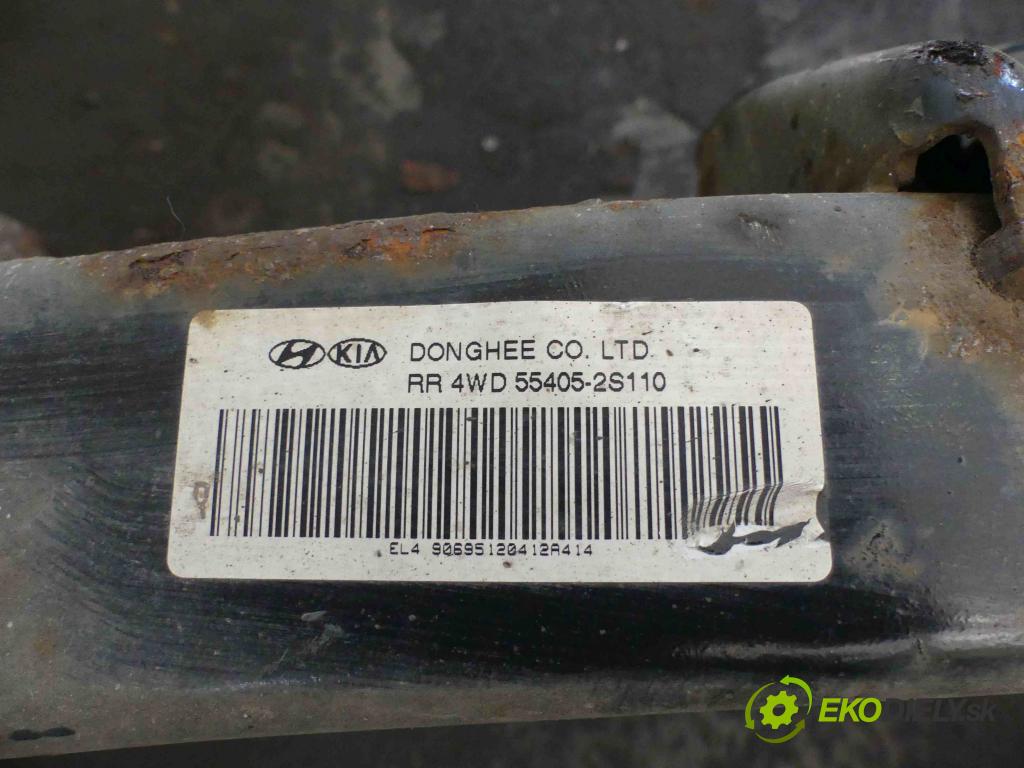 KIA DONGHEE CO. LTD.
RR 4WD 55405-2S110
EL4 90695120412A414
EKODIELY.sk